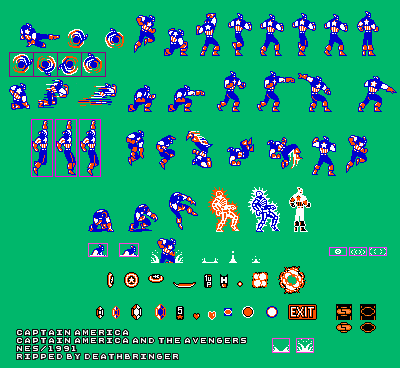 EXIT
CAPTAIN AMERICA
CAPTAIN AMERICA AND THE AVENGERS
NES/1991
RIPPED BY DEATHBRINGER